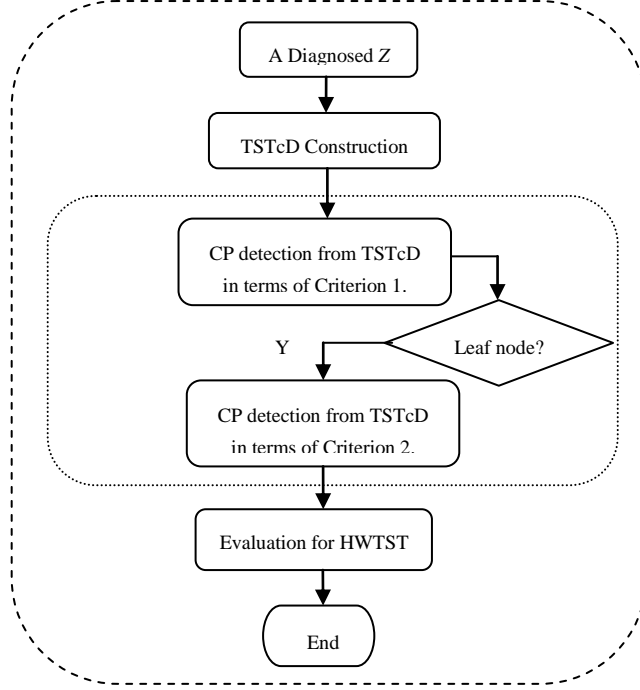 A Diagnosed Z
TSTcD Construction
CP detection from TSTcD
in terms of Criterion 1.
Leaf node?
Y
CP detection from TSTcD
in terms of Criterion 2.
Evaluation for HWTST
End